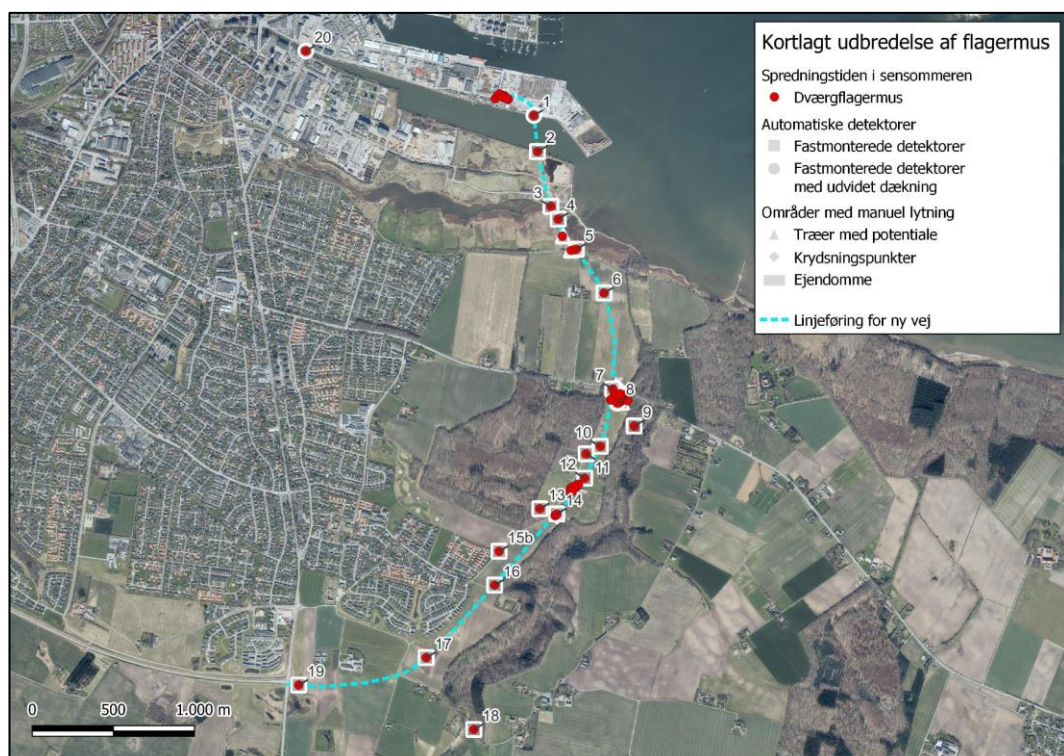 Kortlagt udbredelse af flagermus
Spredningstiden i sensommeren
Dværgflagermus
Automatiske detektorer
Fastmonterede detektorer
Fastmonterede detektorer
med udvidet dækning
Områder med manuel lytning
Træer med potentiale
Krydsningspunkter
Ejendomme
Linjeføring for ny vej
20
1
2
3
4
5
6
7
8
9
10
11
12
13
14
15b
16
17
19
18
0 500 1.000 m